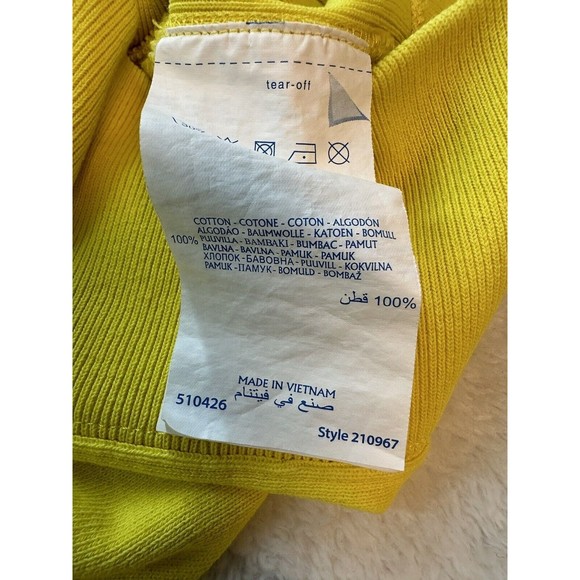 tear-off
COTTON - COTONE - COTON - ALGODÓN
ALGODÃO - BAUMWOLLE - KATOEN - BOMULL
100% PUUVILLA - BAMBAKI - BUMBAC - PAMUT
BAVLNA - BAVLNA - PAMUK - PAMUK
ХЛОПОК - БАВОВНА - PUUVILL - KOKVILNA
PAMUK - ПАМУК - BOMULD - BOMBAŽ
100% قطن
MADE IN VIETNAM
صنع في فيتنام
510426
Style 210967